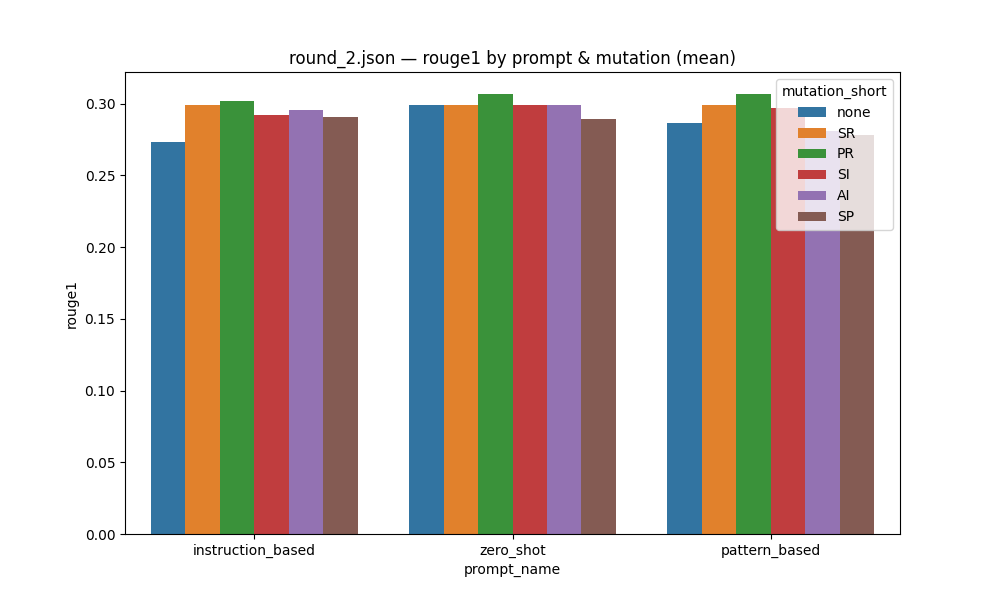 round_2.json — rouge1 by prompt & mutation (mean)
mutation_short
none
SR
PR
SI
AI
SP
rouge1
0.30
0.25
0.20
0.15
0.10
0.05
0.00
instruction_based zero_shot pattern_based
prompt_name